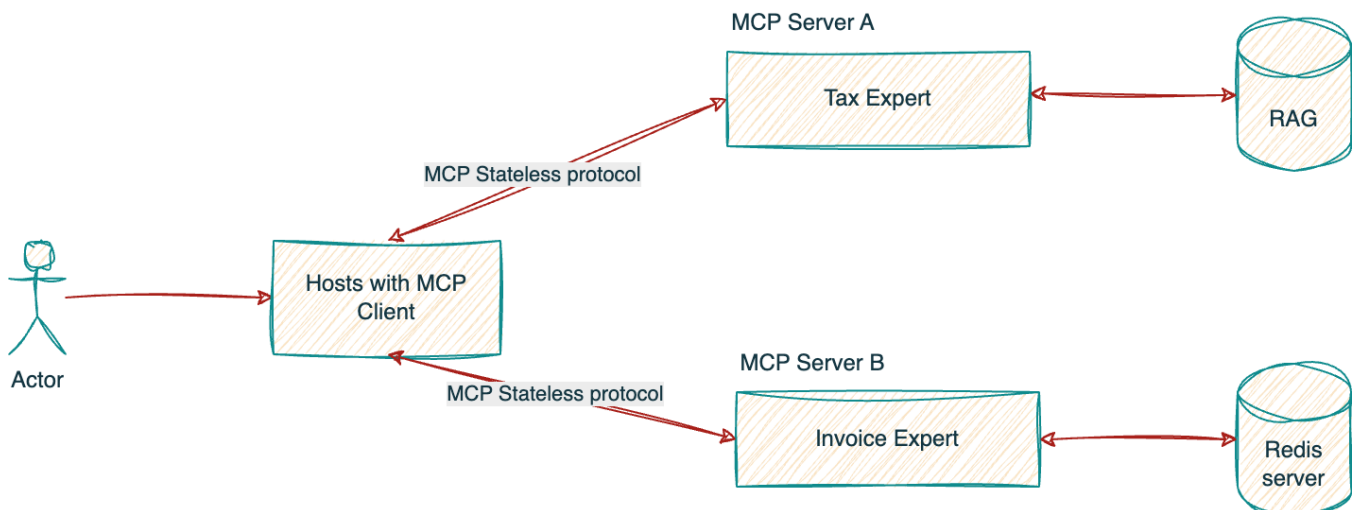 MCP Server A
Tax Expert
RAG
MCP Stateless protocol
Hosts with MCP
Client
Actor
MCP Stateless protocol
MCP Server B
Invoice Expert
Redis
server